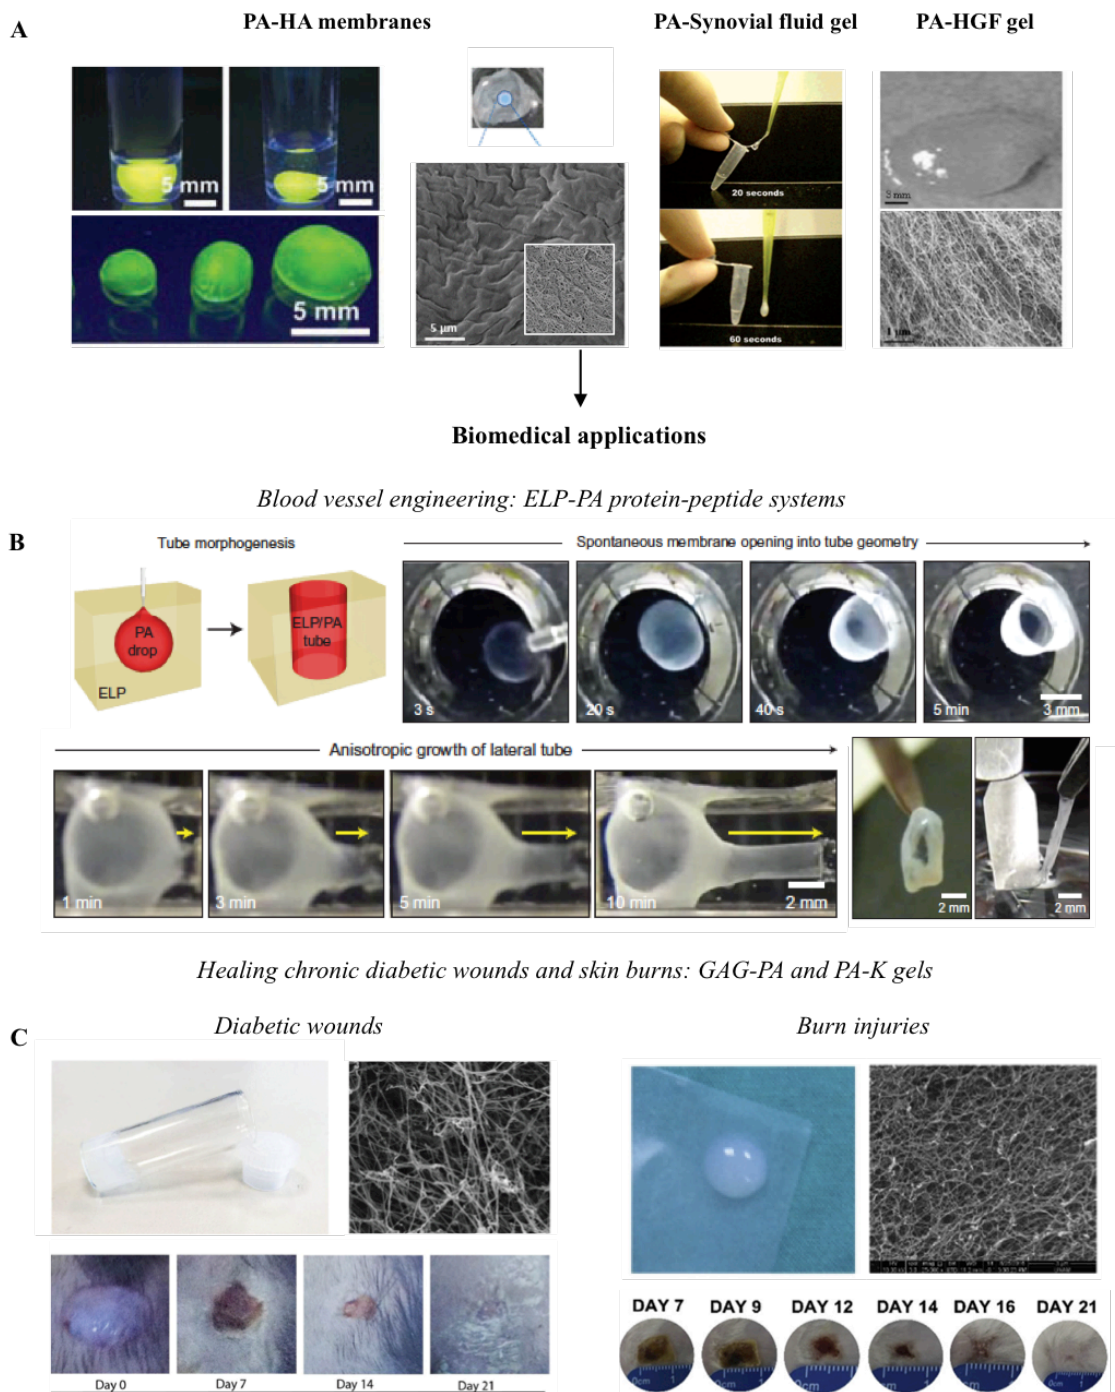 A
PA-HA membranes
PA-Synovial fluid gel
PA-HGF gel
5 mm
5 mm
5 mm
5 µm
20 seconds
60 seconds
1 µm
Biomedical applications
Blood vessel engineering: ELP-PA protein-peptide systems
B
Tube morphogenesis
Spontaneous membrane opening into tube geometry
PA
drop
ELP
ELP/PA
tube
3 s
20 s
40 s
5 min
3 mm
Anisotropic growth of lateral tube
1 min
3 min
5 min
10 min
2 mm
2 mm
2 mm
Healing chronic diabetic wounds and skin burns: GAG-PA and PA-K gels
C
Diabetic wounds
Burn injuries
Day 0
Day 7
Day 14
Day 21
DAY 7
DAY 9
DAY 12
DAY 14
DAY 16
DAY 21